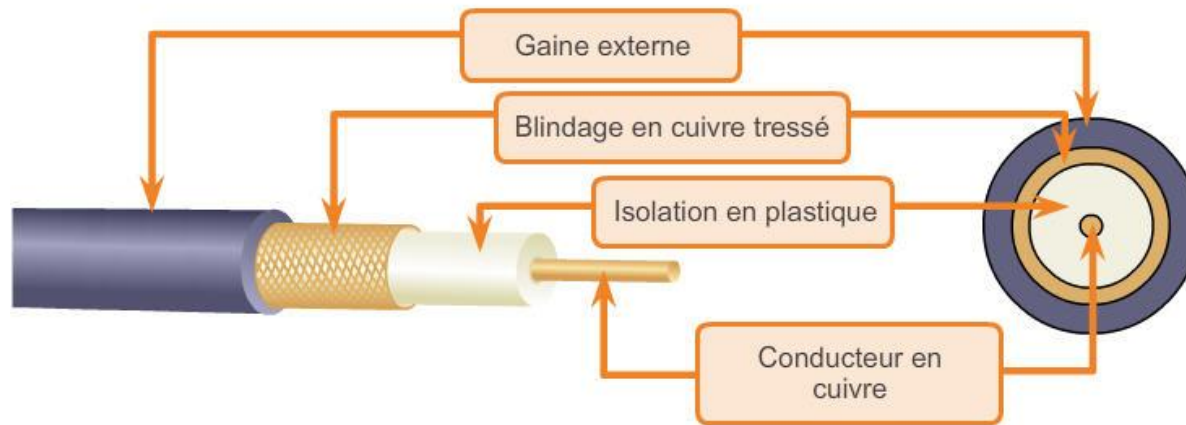 Gaine externe
Blindage en cuivre tressé
Isolation en plastique
Conducteur en
cuivre